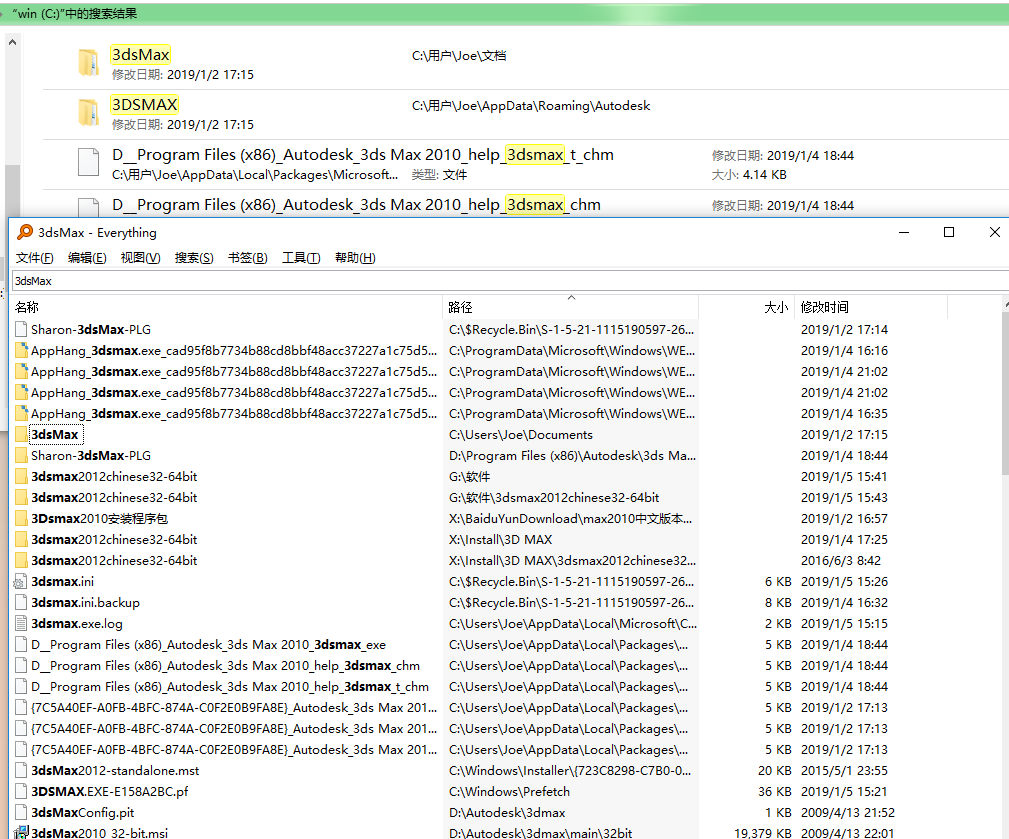 "win (C:)"中的搜索结果
3dsMax C:\用户\Joe\文档
修改日期: 2019/1/2 17:15
3DSMAX C:\用户\Joe\AppData\Roaming\Autodesk
修改日期: 2019/1/2 17:15
D__Program Files (x86)_Autodesk_3ds Max 2010_help_3dsmax_t_chm 修改日期: 2019/1/4 18:44
C:\用户\Joe\AppData\Local\Packages\Microsoft... 类型: 文件 大小: 4.14 KB
D__Program Files (x86)_Autodesk_3ds Max 2010_help_3dsmax_chm 修改日期: 2019/1/4 18:44
3dsMax - Everything
文件(F) 编辑(E) 视图(V) 搜索(S) 书签(B) 工具(T) 帮助(H)
3dsMax
名称 路径 大小 修改时间
Sharon-3dsMax-PLG C:\$Recycle.Bin\S-1-5-21-1115190597-26... 2019/1/2 17:14
AppHang_3dsmax.exe_cad95f8b7734b88cd8bbf48acc37227a1c75d5... C:\ProgramData\Microsoft\Windows\WE... 2019/1/4 16:16
AppHang_3dsmax.exe_cad95f8b7734b88cd8bbf48acc37227a1c75d5... C:\ProgramData\Microsoft\Windows\WE... 2019/1/4 21:02
AppHang_3dsmax.exe_cad95f8b7734b88cd8bbf48acc37227a1c75d5... C:\ProgramData\Microsoft\Windows\WE... 2019/1/4 21:02
AppHang_3dsmax.exe_cad95f8b7734b88cd8bbf48acc37227a1c75d5... C:\ProgramData\Microsoft\Windows\WE... 2019/1/4 16:35
3dsMax C:\Users\Joe\Documents 2019/1/2 17:15
Sharon-3dsMax-PLG D:\Program Files (x86)\Autodesk\3ds Ma... 2019/1/4 18:44
3dsmax2012chinese32-64bit G:\软件 2019/1/5 15:41
3dsmax2012chinese32-64bit G:\软件\3dsmax2012chinese32-64bit 2019/1/5 15:43
3Dsmax2010安装程序包 X:\BaiduYunDownload\max2010中文版本... 2019/1/2 16:57
3dsmax2012chinese32-64bit X:\Install\3D MAX 2019/1/4 17:25
3dsmax2012chinese32-64bit X:\Install\3D MAX\3dsmax2012chinese32... 2016/6/3 8:42
3dsmax.ini C:\$Recycle.Bin\S-1-5-21-1115190597-26... 6 KB 2019/1/5 15:26
3dsmax.ini.backup C:\$Recycle.Bin\S-1-5-21-1115190597-26... 8 KB 2019/1/4 16:32
3dsmax.exe.log C:\Users\Joe\AppData\Local\Microsoft\C... 2 KB 2019/1/5 15:15
D__Program Files (x86)_Autodesk_3ds Max 2010_3dsmax_exe C:\Users\Joe\AppData\Local\Packages\... 5 KB 2019/1/4 18:44
D__Program Files (x86)_Autodesk_3ds Max 2010_help_3dsmax_chm C:\Users\Joe\AppData\Local\Packages\... 5 KB 2019/1/4 18:44
D__Program Files (x86)_Autodesk_3ds Max 2010_help_3dsmax_t_chm C:\Users\Joe\AppData\Local\Packages\... 5 KB 2019/1/4 18:44
{7C5A40EF-A0FB-4BFC-874A-C0F2E0B9FA8E}_Autodesk_3ds Max 201... C:\Users\Joe\AppData\Local\Packages\... 5 KB 2019/1/2 17:13
{7C5A40EF-A0FB-4BFC-874A-C0F2E0B9FA8E}_Autodesk_3ds Max 201... C:\Users\Joe\AppData\Local\Packages\... 5 KB 2019/1/2 17:13
{7C5A40EF-A0FB-4BFC-874A-C0F2E0B9FA8E}_Autodesk_3ds Max 201... C:\Users\Joe\AppData\Local\Packages\... 5 KB 2019/1/2 17:13
3dsMax2012-standalone.mst C:\Windows\Installer\{723C8298-C7B0-0... 20 KB 2015/5/1 23:55
3DSMAX.EXE-E158A2BC.pf C:\Windows\Prefetch 36 KB 2019/1/5 15:21
3dsMaxConfig.pit D:\Autodesk\3dmax 1 KB 2009/4/13 21:52
3dsMax2010_32-bit.msi D:\Autodesk\3dmax\main\32bit 19,379 KB 2009/4/13 22:01